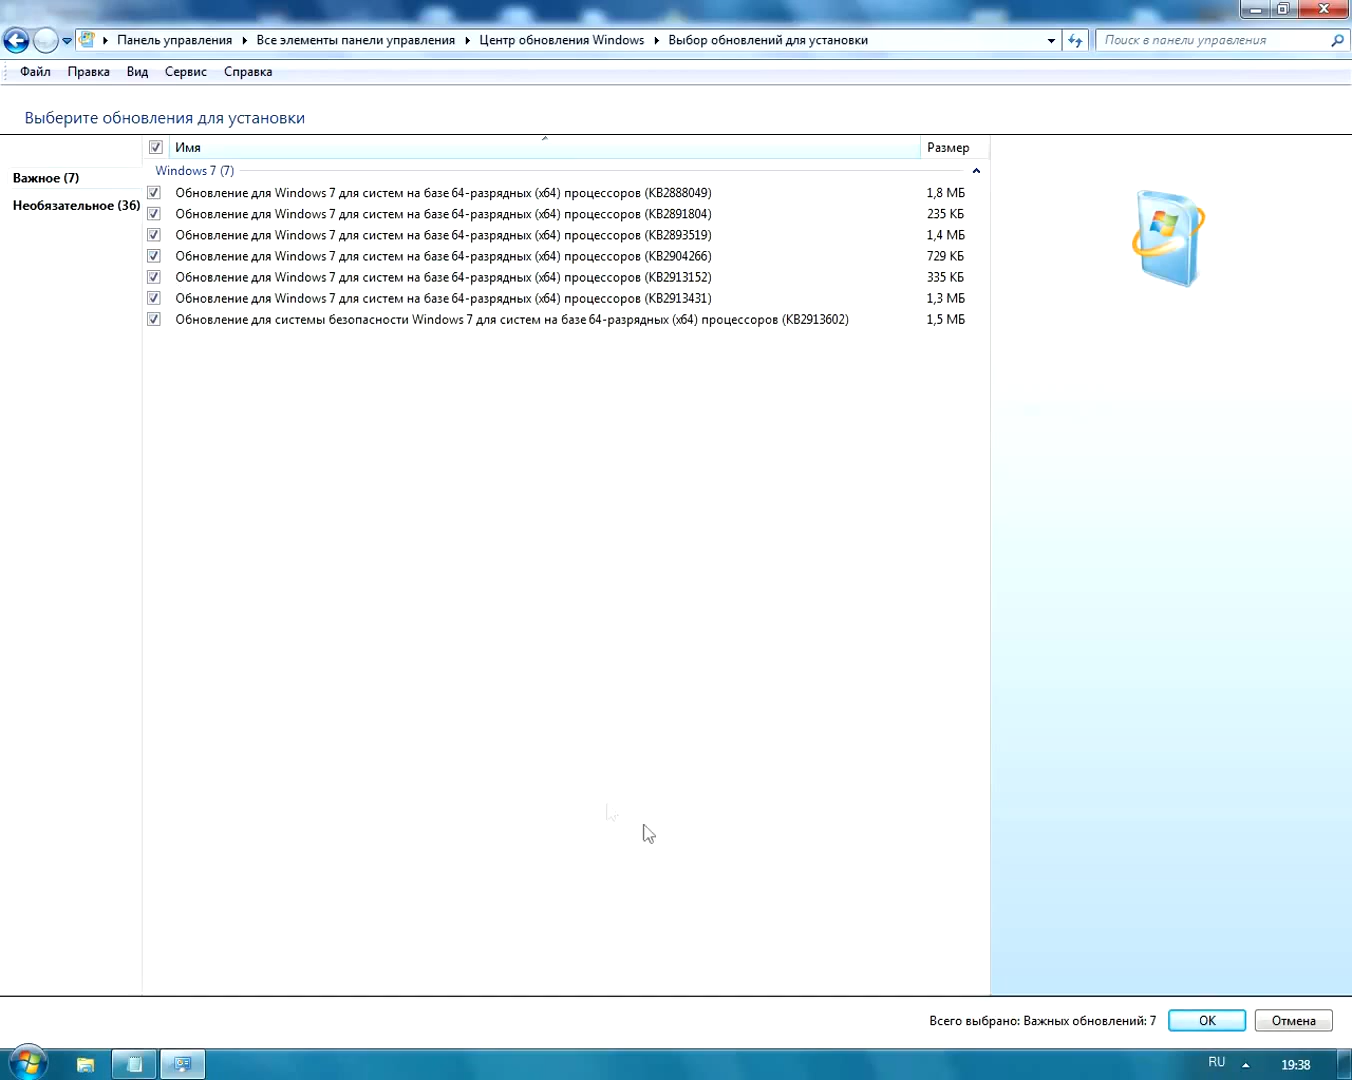 Панель управления Все элементы панели управления Центр обновления Windows Выбор обновлений для установки Поиск в панели управления
Файл Правка Вид Сервис Справка
Выберите обновления для установки
Имя Размер
Windows 7 (7)
Важное (7)
Необязательное (36)
Обновление для Windows 7 для систем на базе 64-разрядных (x64) процессоров (KB2888049) 1,8 МБ
Обновление для Windows 7 для систем на базе 64-разрядных (x64) процессоров (KB2891804) 235 КБ
Обновление для Windows 7 для систем на базе 64-разрядных (x64) процессоров (KB2893519) 1,4 МБ
Обновление для Windows 7 для систем на базе 64-разрядных (x64) процессоров (KB2904266) 729 КБ
Обновление для Windows 7 для систем на базе 64-разрядных (x64) процессоров (KB2913152) 335 КБ
Обновление для Windows 7 для систем на базе 64-разрядных (x64) процессоров (KB2913431) 1,3 МБ
Обновление для системы безопасности Windows 7 для систем на базе 64-разрядных (x64) процессоров (KB2913602) 1,5 МБ
Всего выбрано: Важных обновлений: 7 ОК Отмена
RU 19:38